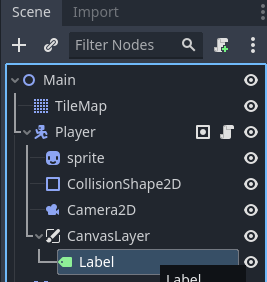 Scene Import
Filter Nodes
Main
TileMap
Player
sprite
CollisionShape2D
Camera2D
CanvasLayer
Label
Label